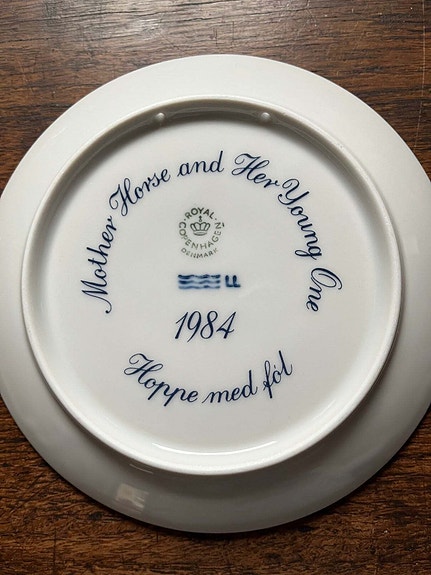 Mother Horse and Her Young One
ROYAL
COPENHAGEN
DENMARK
LL
1984
Hoppe med føl